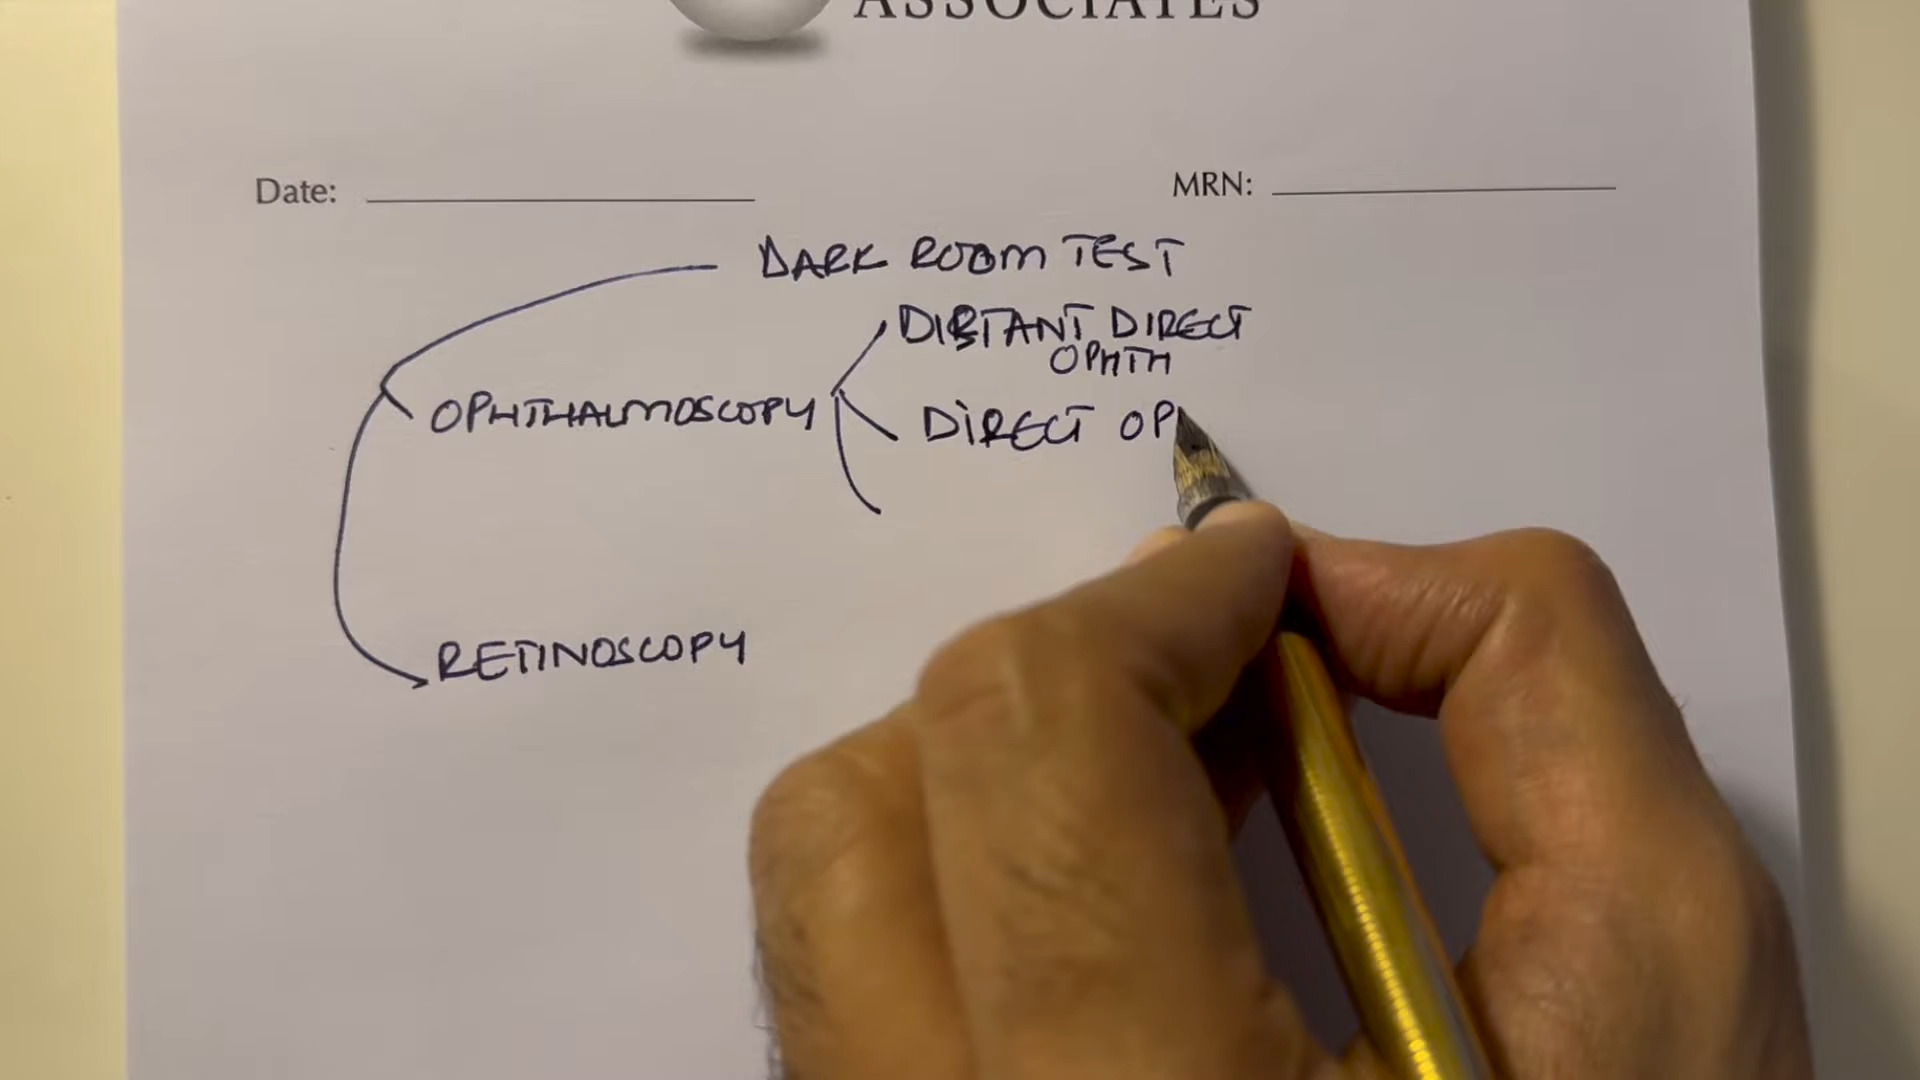 ASSOCIATES
Date:
MRN:
DARK ROOM TEST
DISTANT DIRECT
OPHTH
OPHTHALMOSCOPY
DIRECT OP
RETINOSCOPY